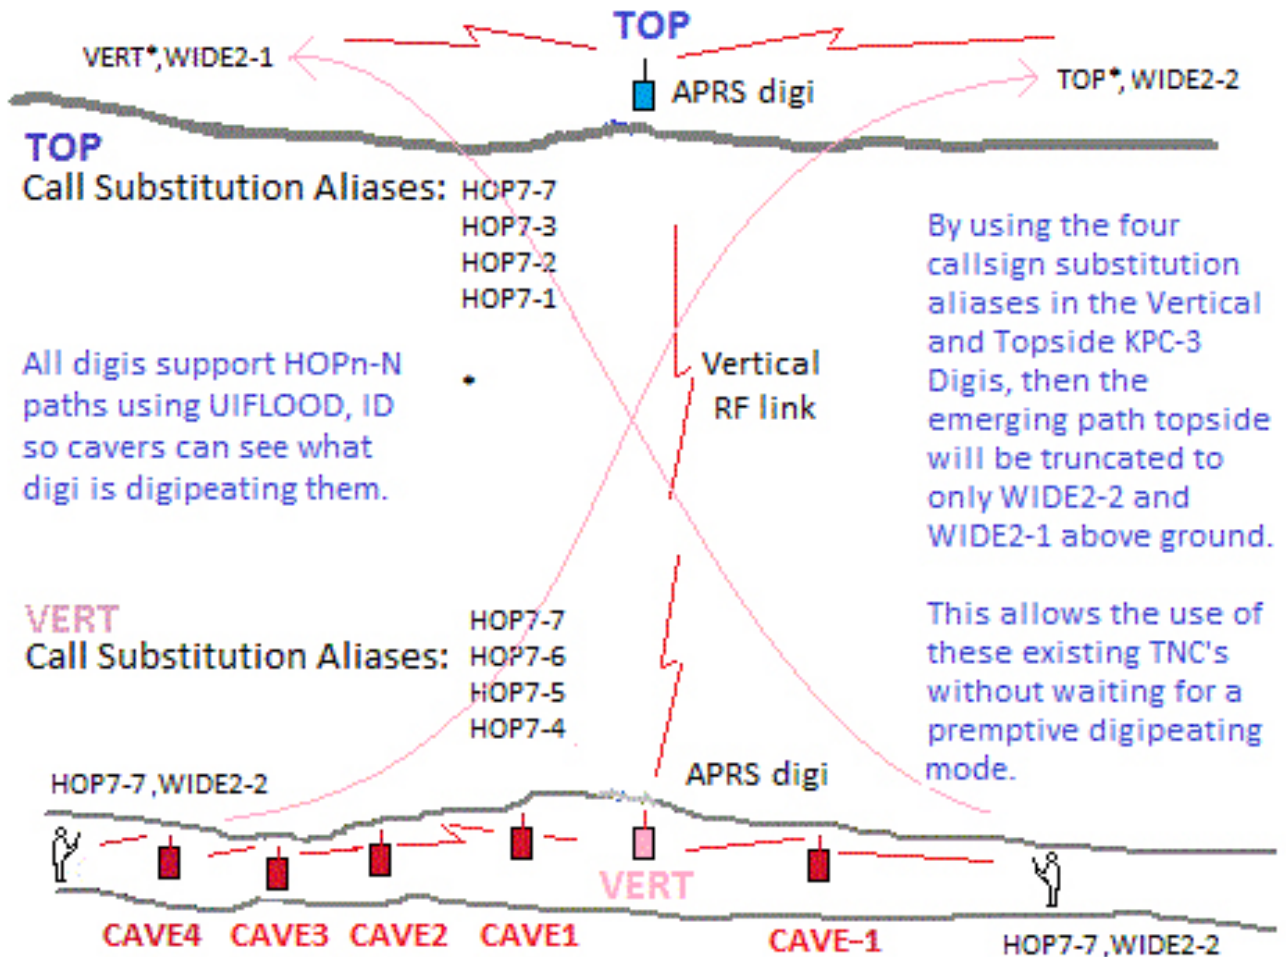 TOP
VERT*,WIDE2-1
APRS digi
TOP*, WIDE2-2
TOP
Call Substitution Aliases:
HOP7-7
HOP7-3
HOP7-2
HOP7-1
All digis support HOPn-N
paths using UIFLOOD, ID
so cavers can see what
digi is digipeating them.
Vertical
RF link
By using the four
callsign substitution
aliases in the Vertical
and Topside KPC-3
Digis, then the
emerging path topside
will be truncated to
only WIDE2-2 and
WIDE2-1 above ground.
This allows the use of
these existing TNC's
without waiting for a
premptive digipeating
mode.
VERT
Call Substitution Aliases:
HOP7-7
HOP7-6
HOP7-5
HOP7-4
HOP7-7,WIDE2-2
APRS digi
VERT
CAVE4
CAVE3
CAVE2
CAVE1
CAVE-1
HOP7-7,WIDE2-2